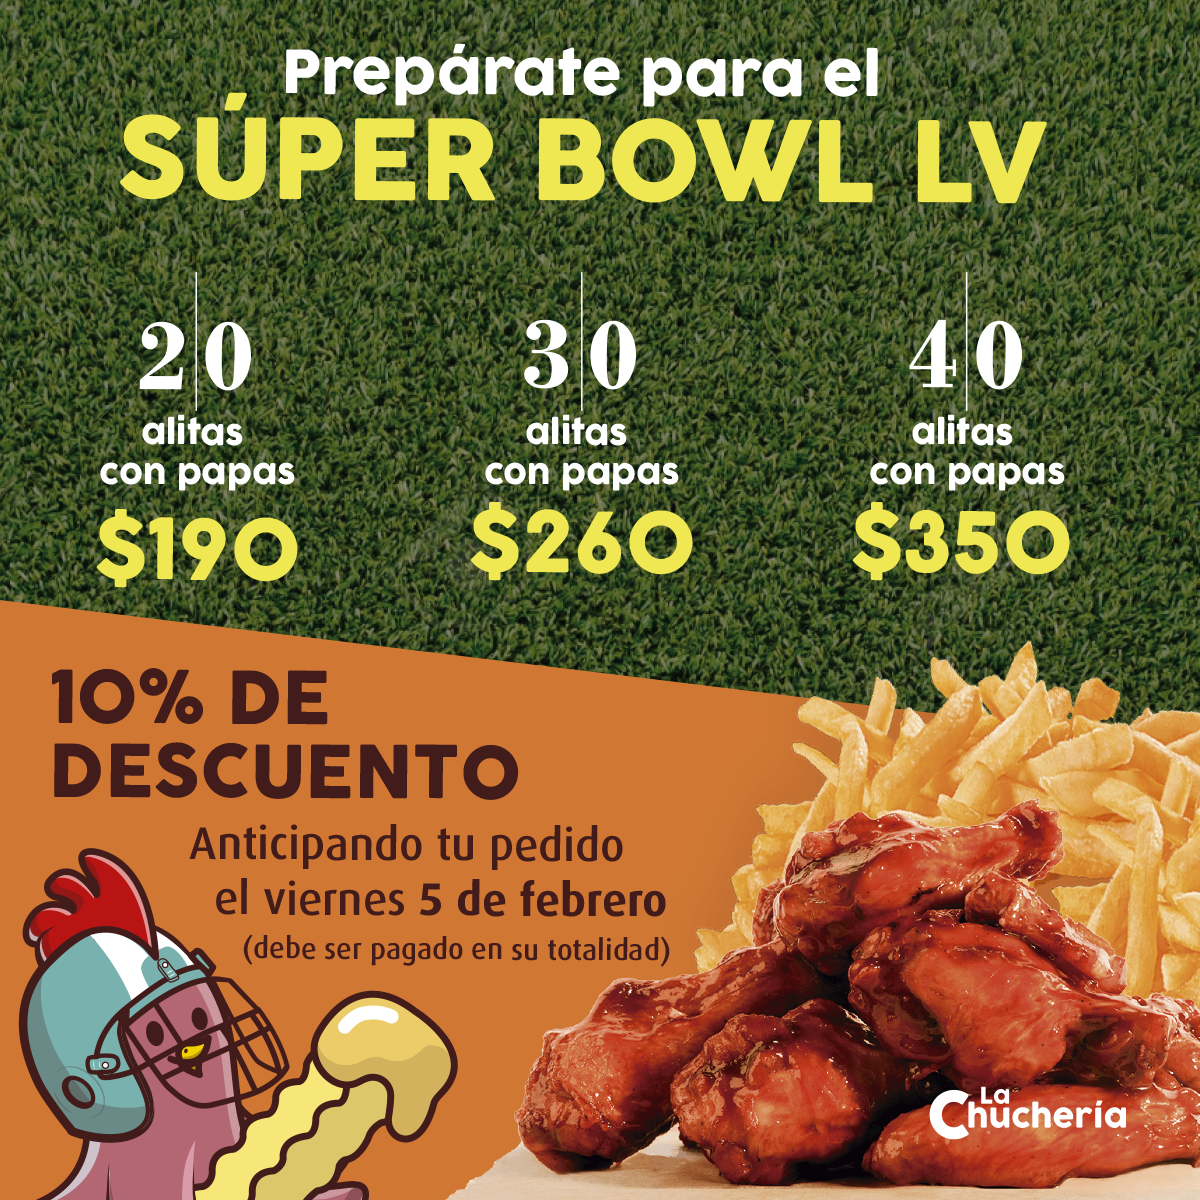 Prepárate para el
SÚPER BOWL LV
20
alitas
con papas
$190
30
alitas
con papas
$260
40
alitas
con papas
$350
10% DE
DESCUENTO
Anticipando tu pedido
el viernes 5 de febrero
(debe ser pagado en su totalidad)
La
Chuchería